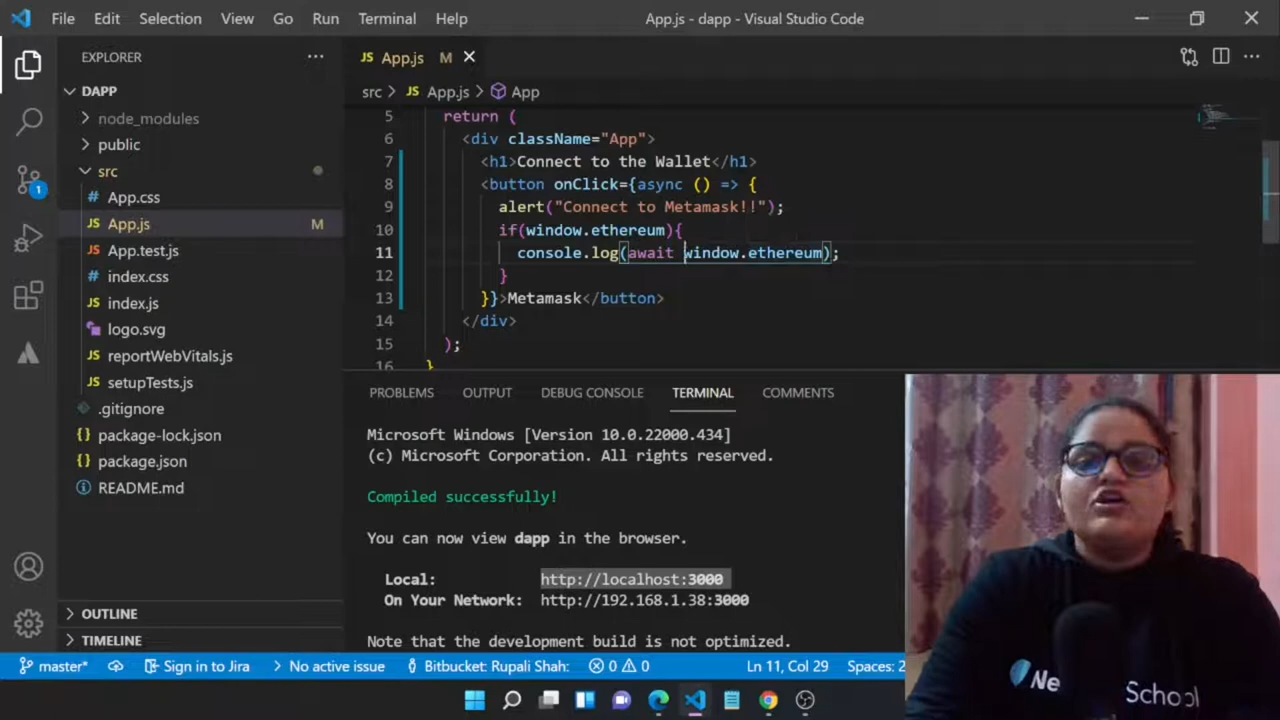 File Edit Selection View Go Run Terminal Help
App.js - dapp - Visual Studio Code
EXPLORER
DAPP
node_modules
public
src
App.css
App.js M
App.test.js
index.css
index.js
logo.svg
reportWebVitals.js
setupTests.js
.gitignore
package-lock.json
package.json
README.md
OUTLINE
TIMELINE
JS App.js M
src > JS App.js > App
5 return (
6 <div className="App">
7 <h1>Connect to the Wallet</h1>
8 <button onClick={async () => {
9 alert("Connect to Metamask!!");
10 if(window.ethereum){
11 console.log(await window.ethereum);
12 }
13 }}>Metamask</button>
14 </div>
15 );
16 }
PROBLEMS OUTPUT DEBUG CONSOLE TERMINAL COMMENTS
Microsoft Windows [Version 10.0.22000.434]
(c) Microsoft Corporation. All rights reserved.
Compiled successfully!
You can now view dapp in the browser.
Local: http://localhost:3000
On Your Network: http://192.168.1.38:3000
Note that the development build is not optimized.
master* Sign in to Jira No active issue Bitbucket: Rupali Shah: 0 0 Ln 11, Col 29 Spaces: 2
Ne
School